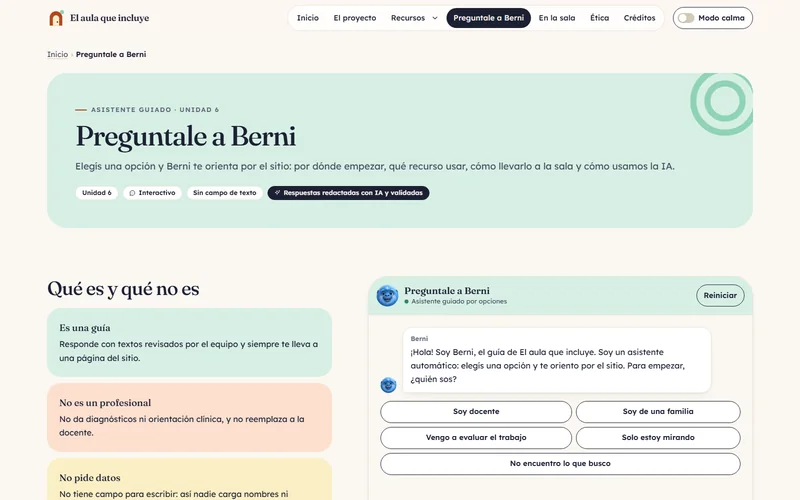 El aula que incluye
Inicio
El proyecto
Recursos
Preguntale a Berni
En la sala
Ética
Créditos
Modo calma
Inicio › Preguntale a Berni
ASISTENTE GUIADO · UNIDAD 6
Preguntale a Berni
Elegís una opción y Berni te orienta por el sitio: por dónde empezar, qué recurso usar, cómo llevarlo a la sala y cómo usamos la IA.
Unidad 6
Interactivo
Sin campo de texto
Respuestas redactadas con IA y validadas
Qué es y qué no es
Es una guía
Responde con textos revisados por el equipo y siempre te lleva a
una página del sitio.
No es un profesional
No da diagnósticos ni orientación clínica, y no reemplaza a la
docente.
No pide datos
No tiene campo para escribir: así nadie carga nombres ni
Preguntale a Berni
Asistente guiado por opciones
Reiniciar
Berni
¡Hola! Soy Berni, el guía de El aula que incluye. Soy un asistente
automático: elegís una opción y te oriento por el sitio. Para empezar,
¿quién sos?
Soy docente
Soy de una familia
Vengo a evaluar el trabajo
Solo estoy mirando
No encuentro lo que busco